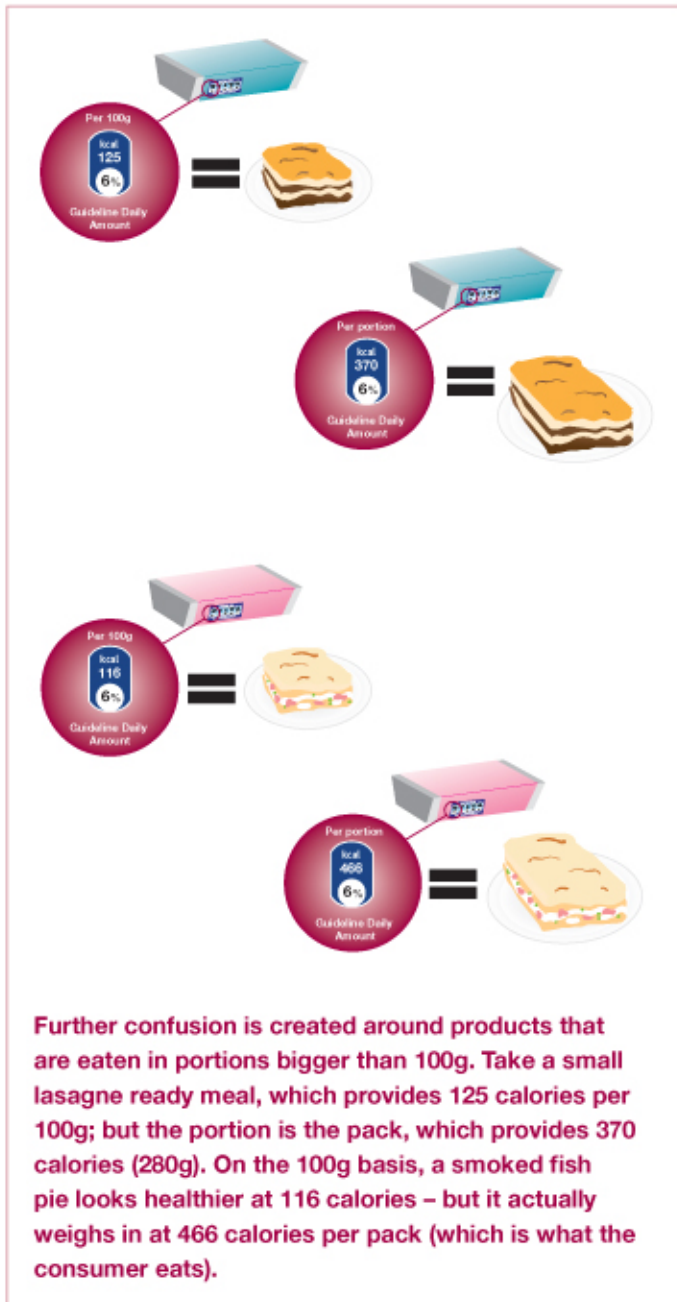 Per 100g
kcal
125
6%
Guideline Daily
Amount
Per portion
kcal
370
6%
Guideline Daily
Amount
Per 100g
kcal
116
6%
Guideline Daily
Amount
Per portion
kcal
466
6%
Guideline Daily
Amount
Further confusion is created around products that
are eaten in portions bigger than 100g. Take a small
lasagne ready meal, which provides 125 calories per
100g; but the portion is the pack, which provides 370
calories (280g). On the 100g basis, a smoked fish
pie looks healthier at 116 calories – but it actually
weighs in at 466 calories per pack (which is what the
consumer eats).